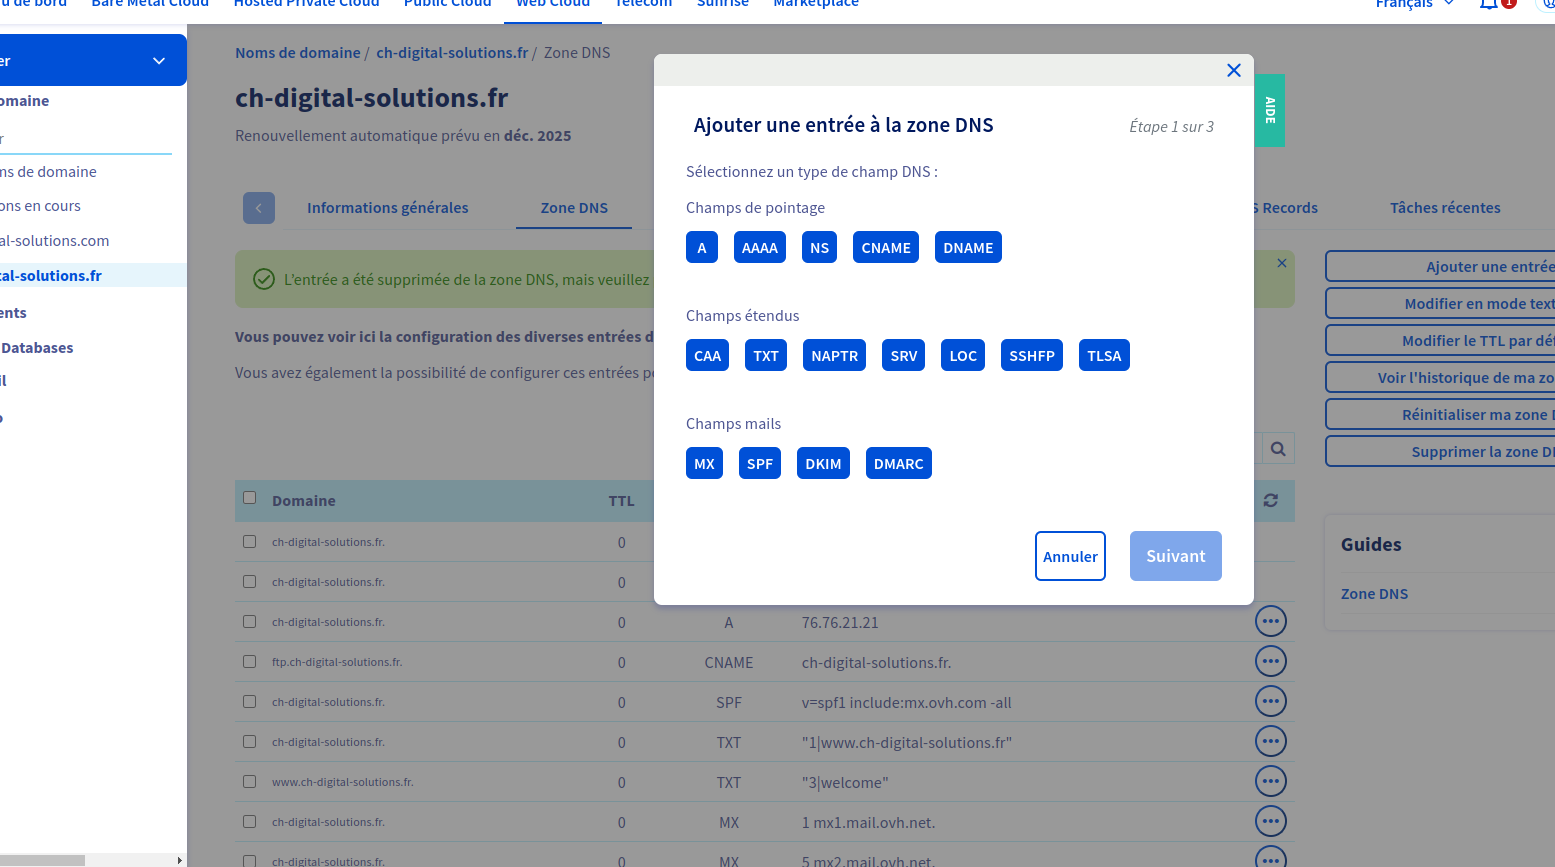 Bare Metal Cloud Hosted Private Cloud Public Cloud Web Cloud Telecom Sunrise Marketplace Français 1
u de bord
er
omaine
r
ms de domaine
ons en cours
al-solutions.com
tal-solutions.fr
ents
Databases
il
o
Noms de domaine / ch-digital-solutions.fr / Zone DNS
ch-digital-solutions.fr
Renouvellement automatique prévu en déc. 2025
Informations générales Zone DNS S Records Tâches récentes
L'entrée a été supprimée de la zone DNS, mais veuillez
Vous pouvez voir ici la configuration des diverses entrées d
Vous avez également la possibilité de configurer ces entrées po
AIDE
Ajouter une entrée à la zone DNS Étape 1 sur 3
Sélectionnez un type de champ DNS :
Champs de pointage
A AAAA NS CNAME DNAME
Champs étendus
CAA TXT NAPTR SRV LOC SSHFP TLSA
Champs mails
MX SPF DKIM DMARC
Annuler Suivant
Ajouter une entrée
Modifier en mode text
Modifier le TTL par déf
Voir l'historique de ma zo
Réinitialiser ma zone D
Supprimer la zone DN
Guides
Zone DNS
Domaine TTL
ch-digital-solutions.fr. 0
ch-digital-solutions.fr. 0
ch-digital-solutions.fr. 0 A 76.76.21.21
ftp.ch-digital-solutions.fr. 0 CNAME ch-digital-solutions.fr.
ch-digital-solutions.fr. 0 SPF v=spf1 include:mx.ovh.com -all
ch-digital-solutions.fr. 0 TXT "1|www.ch-digital-solutions.fr"
www.ch-digital-solutions.fr. 0 TXT "3|welcome"
ch-digital-solutions.fr. 0 MX 1 mx1.mail.ovh.net.
ch-digital-solutions.fr. 0 MX 5 mx2.mail.ovh.net.